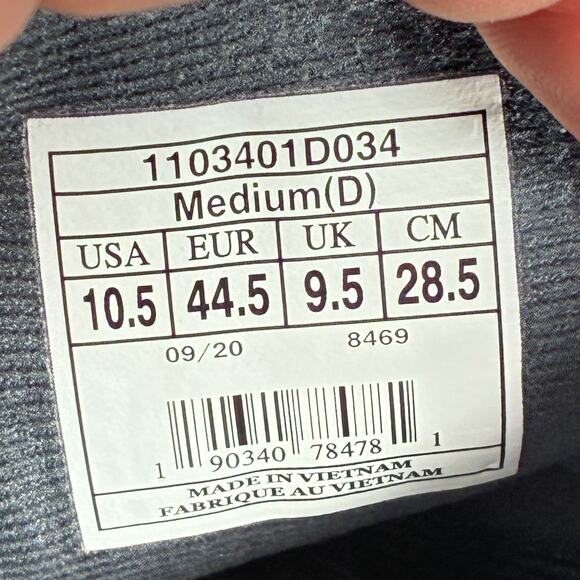 1103401D034
Medium(D)
USA EUR UK CM
10.5 44.5 9.5 28.5
09/20 8469
1 90340 78478 1
MADE IN VIETNAM
FABRIQUE AU VIETNAM